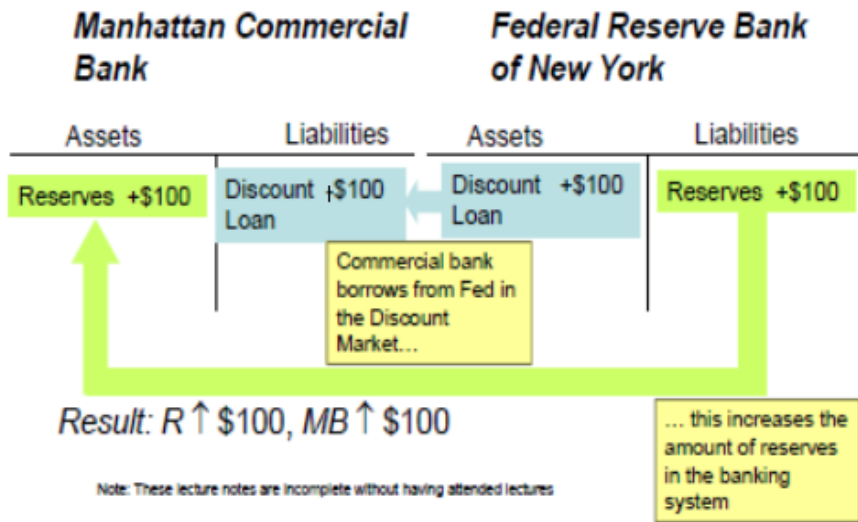 Manhattan Commercial
Bank
Federal Reserve Bank
of New York
Assets
Liabilities
Assets
Liabilities
Reserves +$100
Discount +$100
Loan
Discount +$100
Loan
Reserves +$100
Commercial bank
borrows from Fed in
the Discount
Market…
Result: R ↑ $100, MB ↑ $100
… this increases the
amount of reserves
in the banking
system
Note: These lecture notes are incomplete without having attended lectures